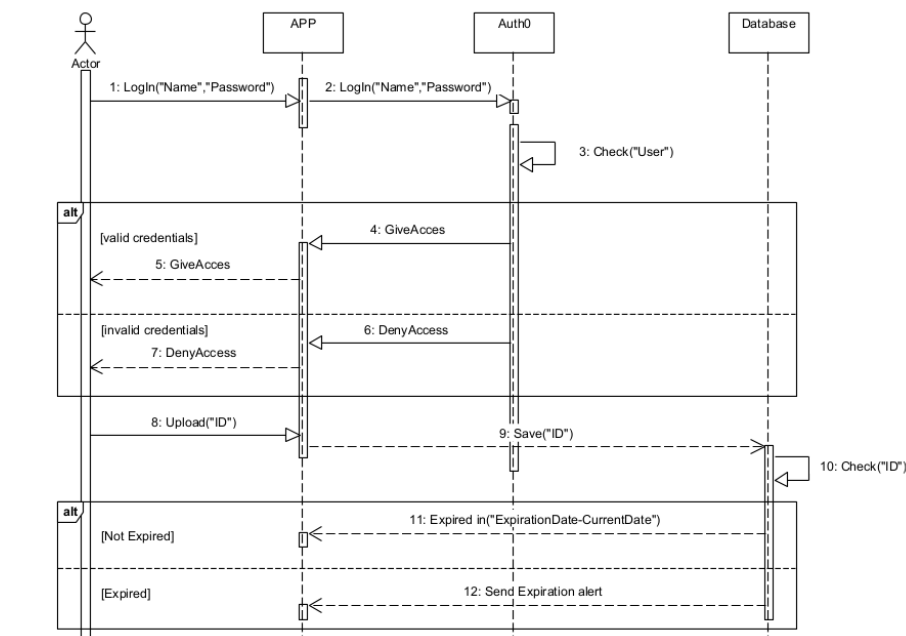 APP
Auth0
Database
Actor
1: LogIn("Name","Password")
2: LogIn("Name","Password")
3: Check("User")
alt
4: GiveAcces
[valid credentials]
5: GiveAcces
[invalid credentials]
6: DenyAccess
7: DenyAccess
8: Upload("ID")
9: Save("ID")
10: Check("ID")
alt
11: Expired in("ExpirationDate-CurrentDate")
[Not Expired]
[Expired]
12: Send Expiration alert